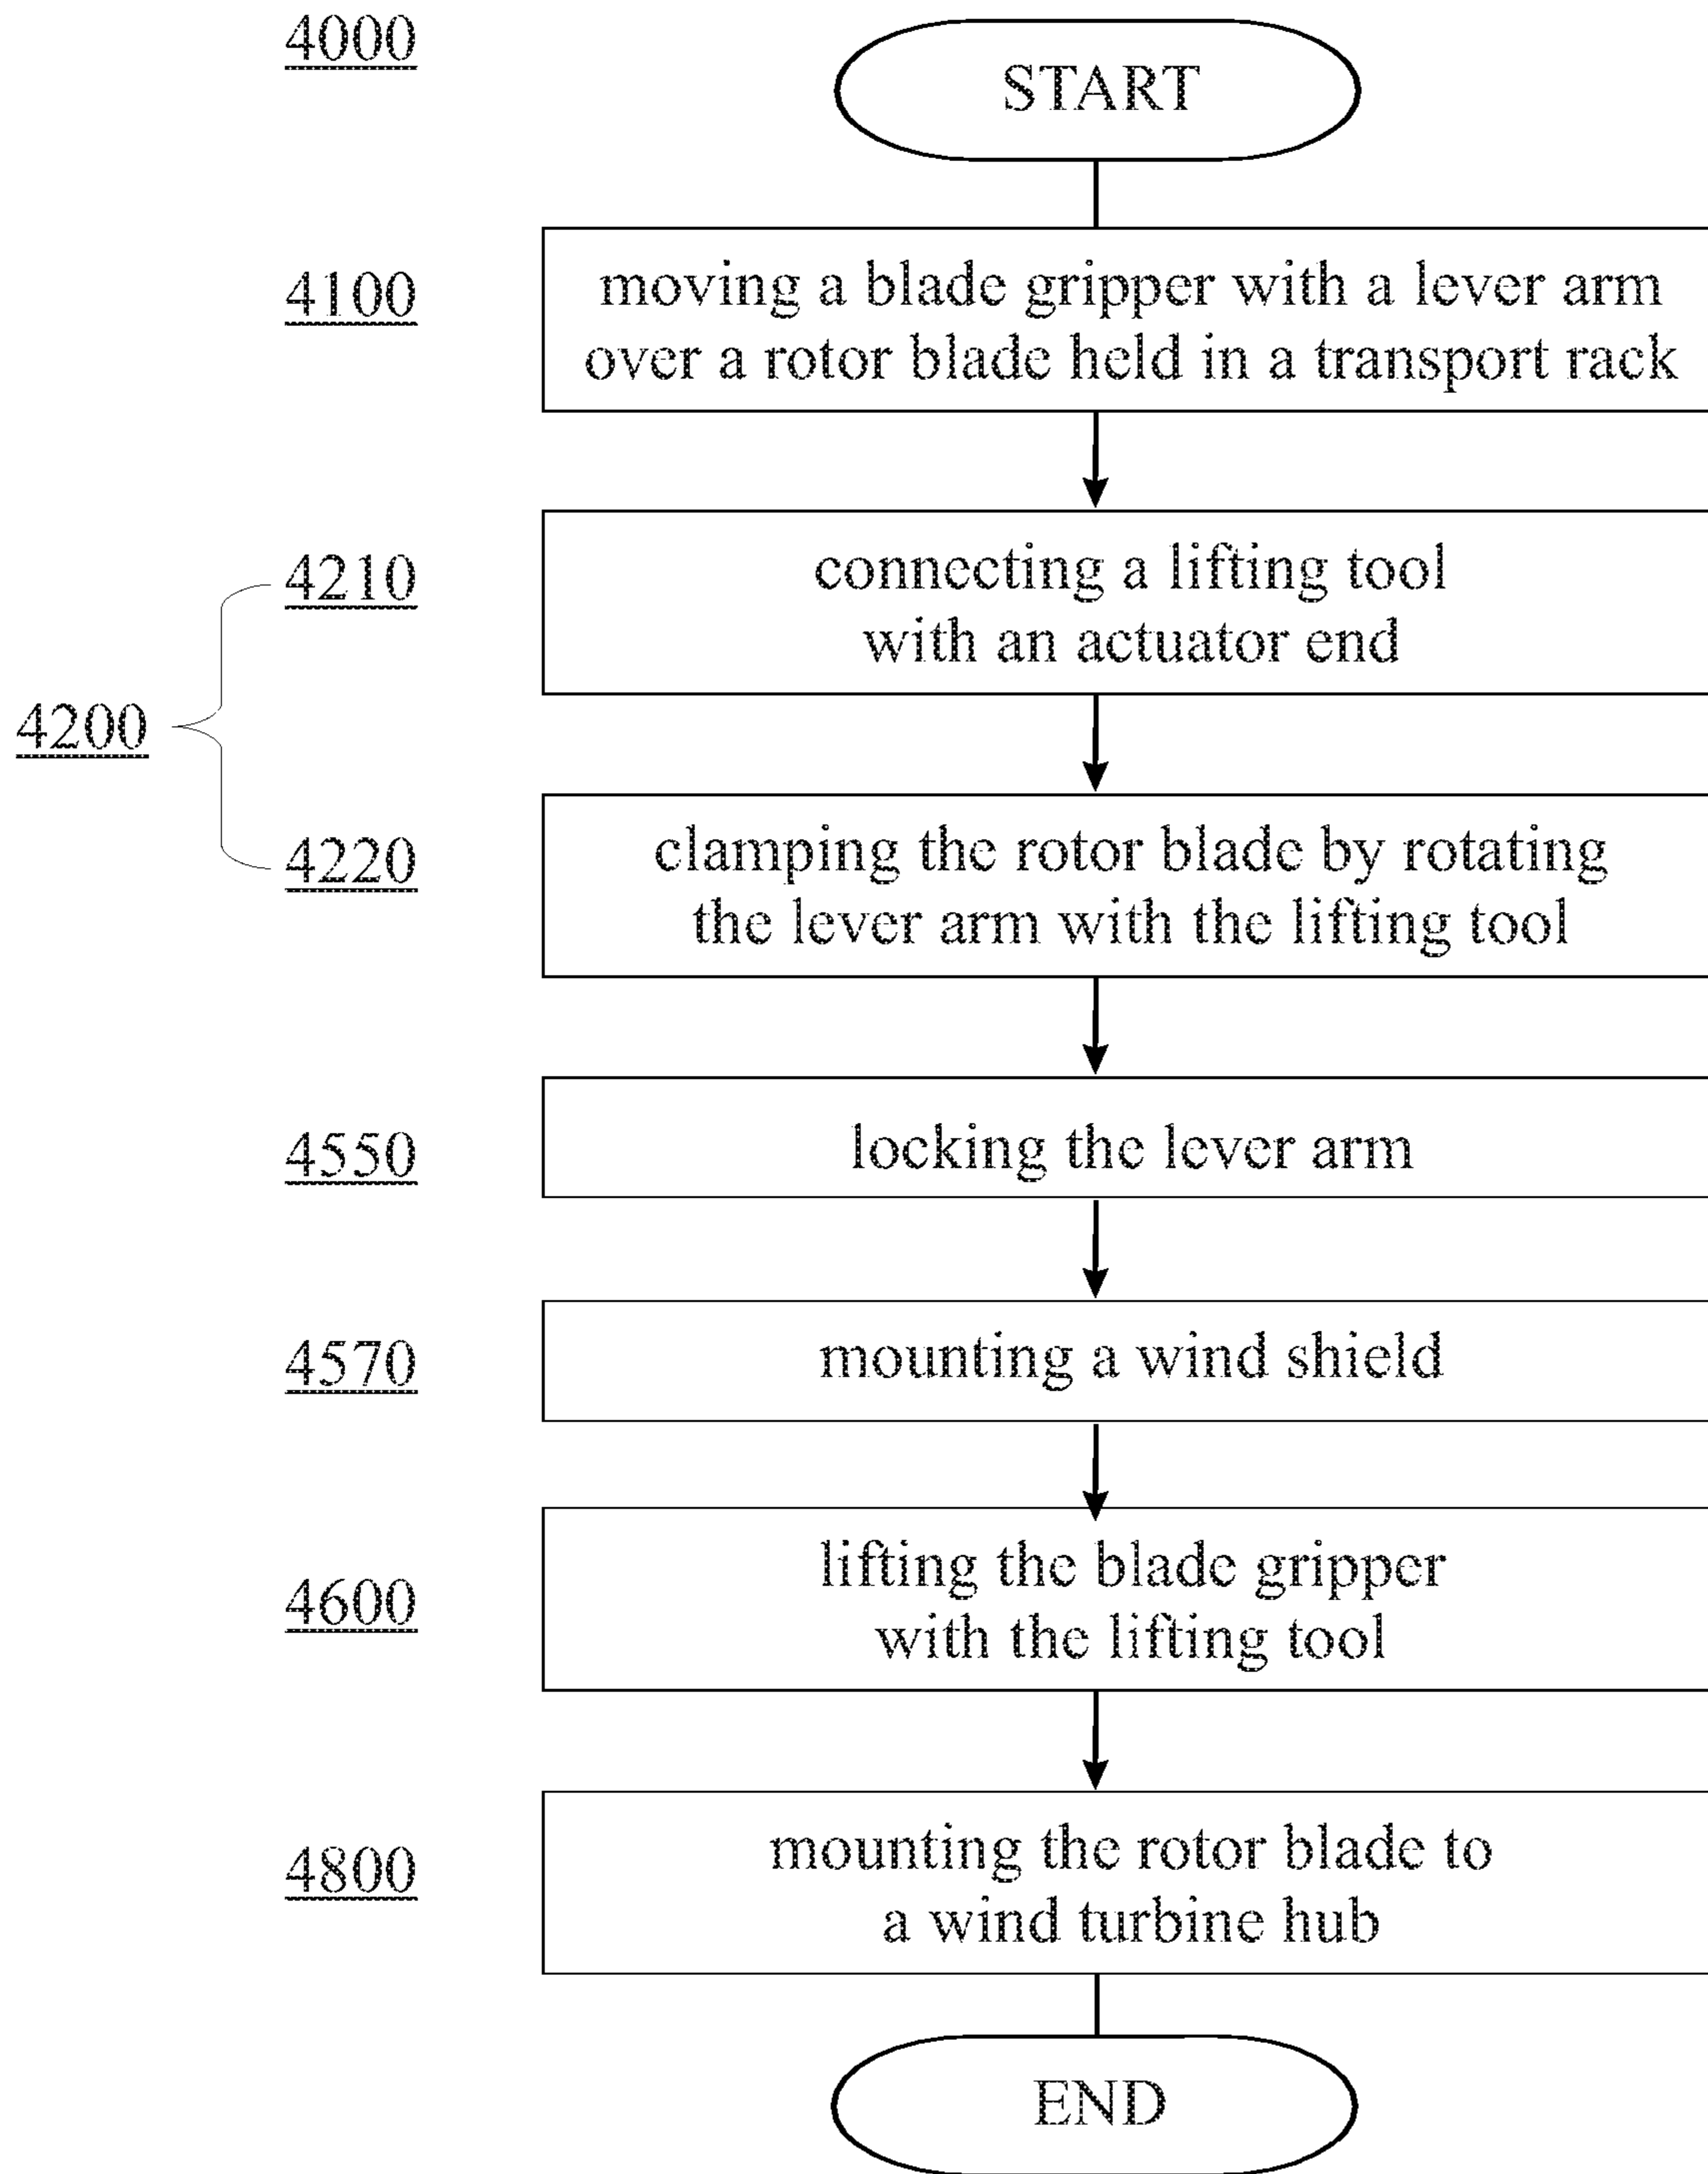 4000
START
4100
moving a blade gripper with a lever arm
over a rotor blade held in a transport rack
4210
connecting a lifting tool
with an actuator end
4200
4220
clamping the rotor blade by rotating
the lever arm with the lifting tool
4550
locking the lever arm
4570
mounting a wind shield
4600
lifting the blade gripper
with the lifting tool
4800
mounting the rotor blade to
a wind turbine hub
END